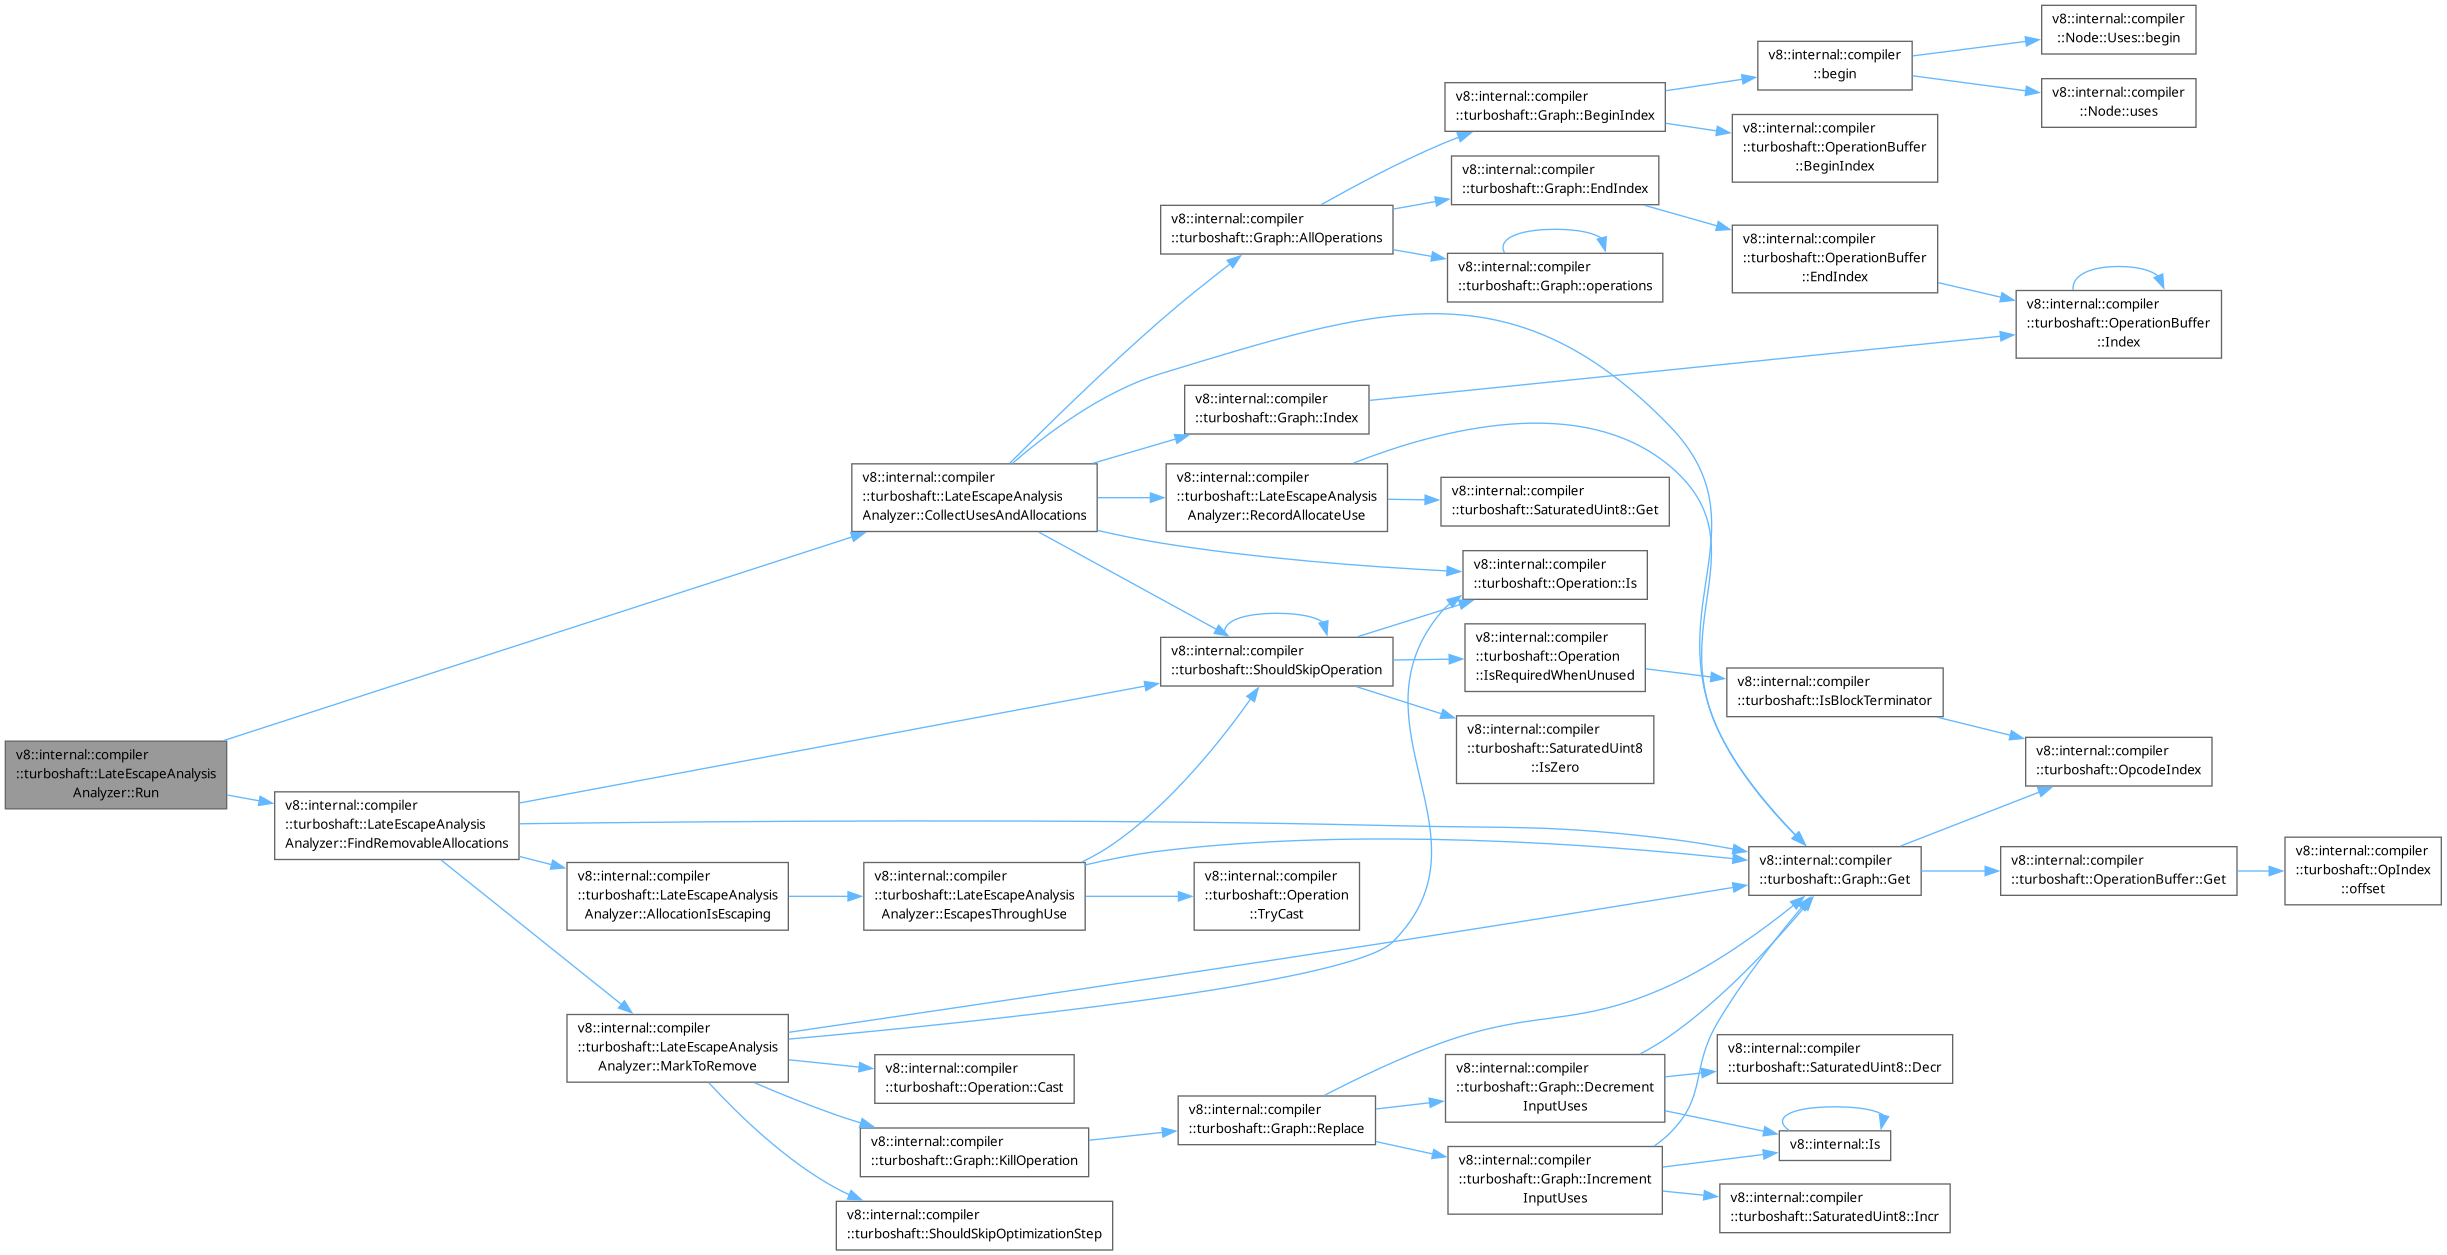 v8::internal::compiler
::Node::Uses::begin
v8::internal::compiler
::begin
v8::internal::compiler
::Node::uses
v8::internal::compiler
::turboshaft::Graph::BeginIndex
v8::internal::compiler
::turboshaft::OperationBuffer
::BeginIndex
v8::internal::compiler
::turboshaft::Graph::EndIndex
v8::internal::compiler
::turboshaft::Graph::AllOperations
v8::internal::compiler
::turboshaft::OperationBuffer
::EndIndex
v8::internal::compiler
::turboshaft::Graph::operations
v8::internal::compiler
::turboshaft::OperationBuffer
::Index
v8::internal::compiler
::turboshaft::Graph::Index
v8::internal::compiler
::turboshaft::LateEscapeAnalysis
Analyzer::CollectUsesAndAllocations
v8::internal::compiler
::turboshaft::LateEscapeAnalysis
Analyzer::RecordAllocateUse
v8::internal::compiler
::turboshaft::SaturatedUint8::Get
v8::internal::compiler
::turboshaft::Operation::Is
v8::internal::compiler
::turboshaft::ShouldSkipOperation
v8::internal::compiler
::turboshaft::Operation
::IsRequiredWhenUnused
v8::internal::compiler
::turboshaft::IsBlockTerminator
v8::internal::compiler
::turboshaft::SaturatedUint8
::IsZero
v8::internal::compiler
::turboshaft::OpcodeIndex
v8::internal::compiler
::turboshaft::LateEscapeAnalysis
Analyzer::Run
v8::internal::compiler
::turboshaft::LateEscapeAnalysis
Analyzer::FindRemovableAllocations
v8::internal::compiler
::turboshaft::LateEscapeAnalysis
Analyzer::AllocationIsEscaping
v8::internal::compiler
::turboshaft::LateEscapeAnalysis
Analyzer::EscapesThroughUse
v8::internal::compiler
::turboshaft::Operation
::TryCast
v8::internal::compiler
::turboshaft::Graph::Get
v8::internal::compiler
::turboshaft::OperationBuffer::Get
v8::internal::compiler
::turboshaft::OpIndex
::offset
v8::internal::compiler
::turboshaft::LateEscapeAnalysis
Analyzer::MarkToRemove
v8::internal::compiler
::turboshaft::Operation::Cast
v8::internal::compiler
::turboshaft::Graph::KillOperation
v8::internal::compiler
::turboshaft::ShouldSkipOptimizationStep
v8::internal::compiler
::turboshaft::Graph::Replace
v8::internal::compiler
::turboshaft::Graph::Decrement
InputUses
v8::internal::compiler
::turboshaft::SaturatedUint8::Decr
v8::internal::Is
v8::internal::compiler
::turboshaft::Graph::Increment
InputUses
v8::internal::compiler
::turboshaft::SaturatedUint8::Incr